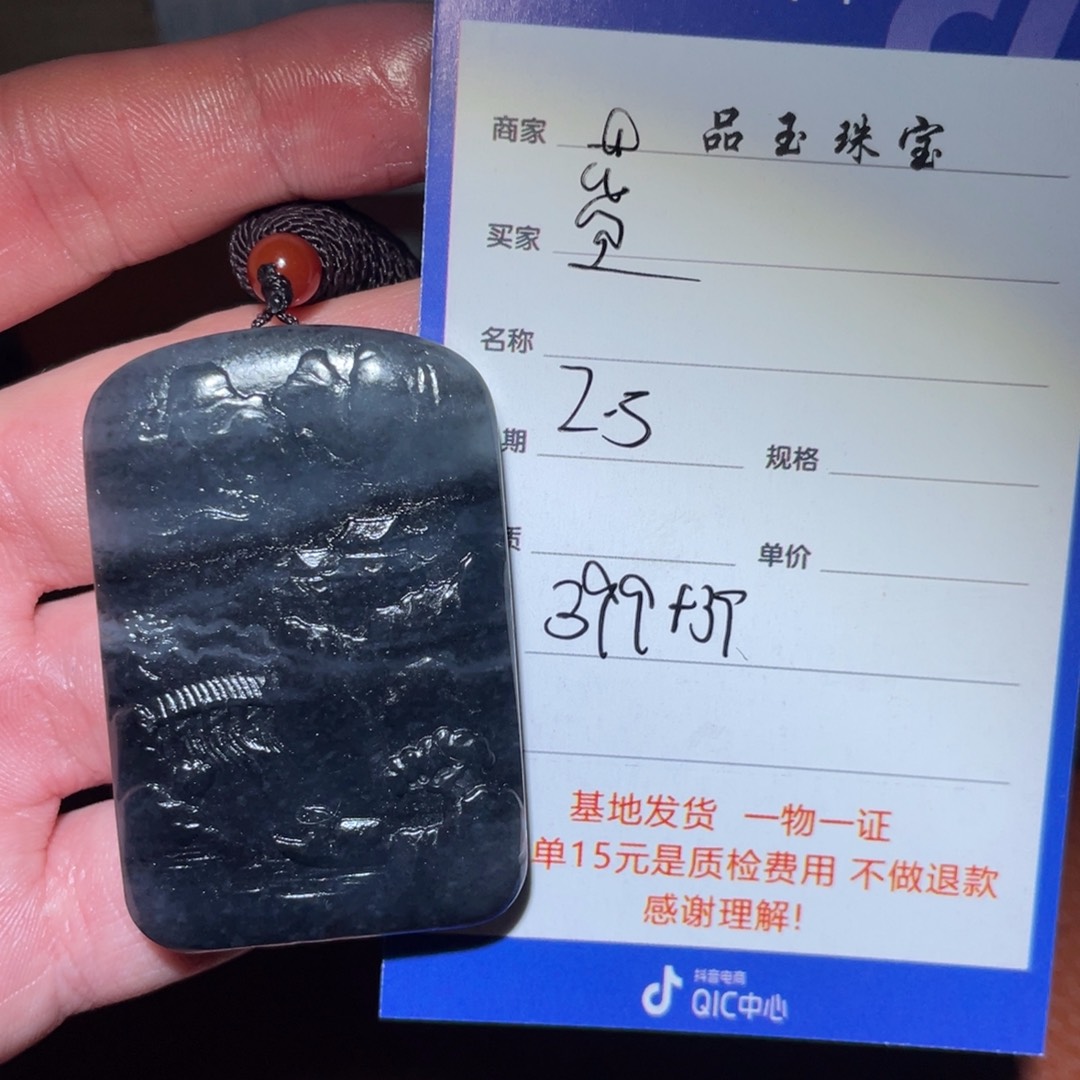 商家 品玉珠宝
买家
名称
2.5
期 规格
质 单价
399+35
基地发货 一物一证
单15元是质检费用 不做退款
感谢理解!
抖音电商
QIC中心